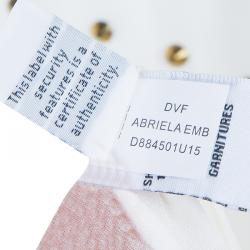 This label with
security
features is a
certificate of
authenticity
GARNITURES
DVF
ABRIELA EMB
D884501U15